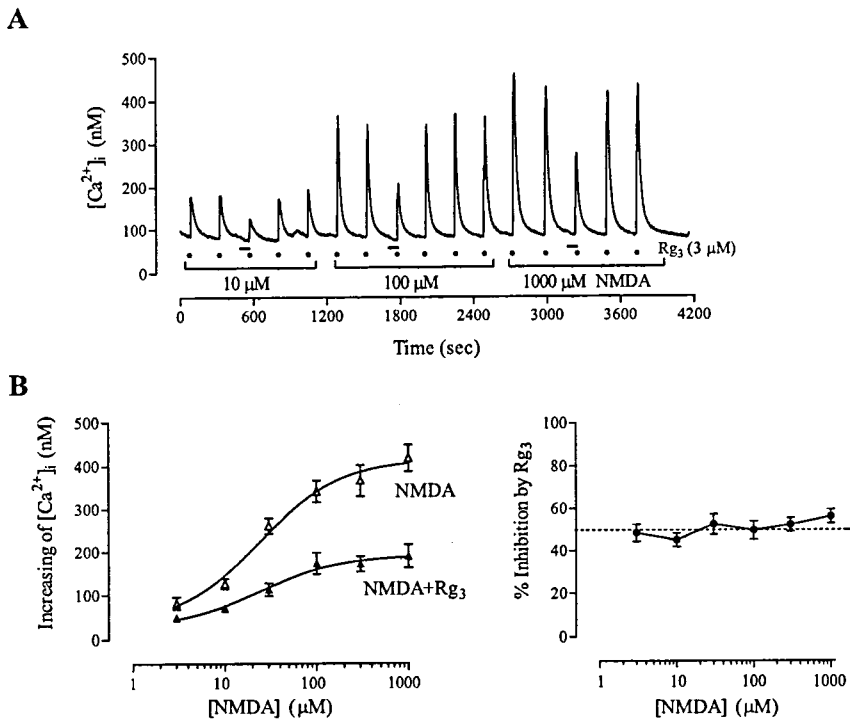 A
500
400
300
200
100
0
[Ca²⁺]ᵢ (nM)
Rg₃ (3 μM)
10 μM
100 μM
1000 μM NMDA
0
600
1200
1800
2400
3000
3600
4200
Time (sec)
B
500
400
300
200
100
0
Increasing of [Ca²⁺]ᵢ (nM)
NMDA
NMDA+Rg₃
1
10
100
1000
[NMDA] (μM)
100
80
60
40
20
0
% Inhibition by Rg₃
1
10
100
1000
[NMDA] (μM)